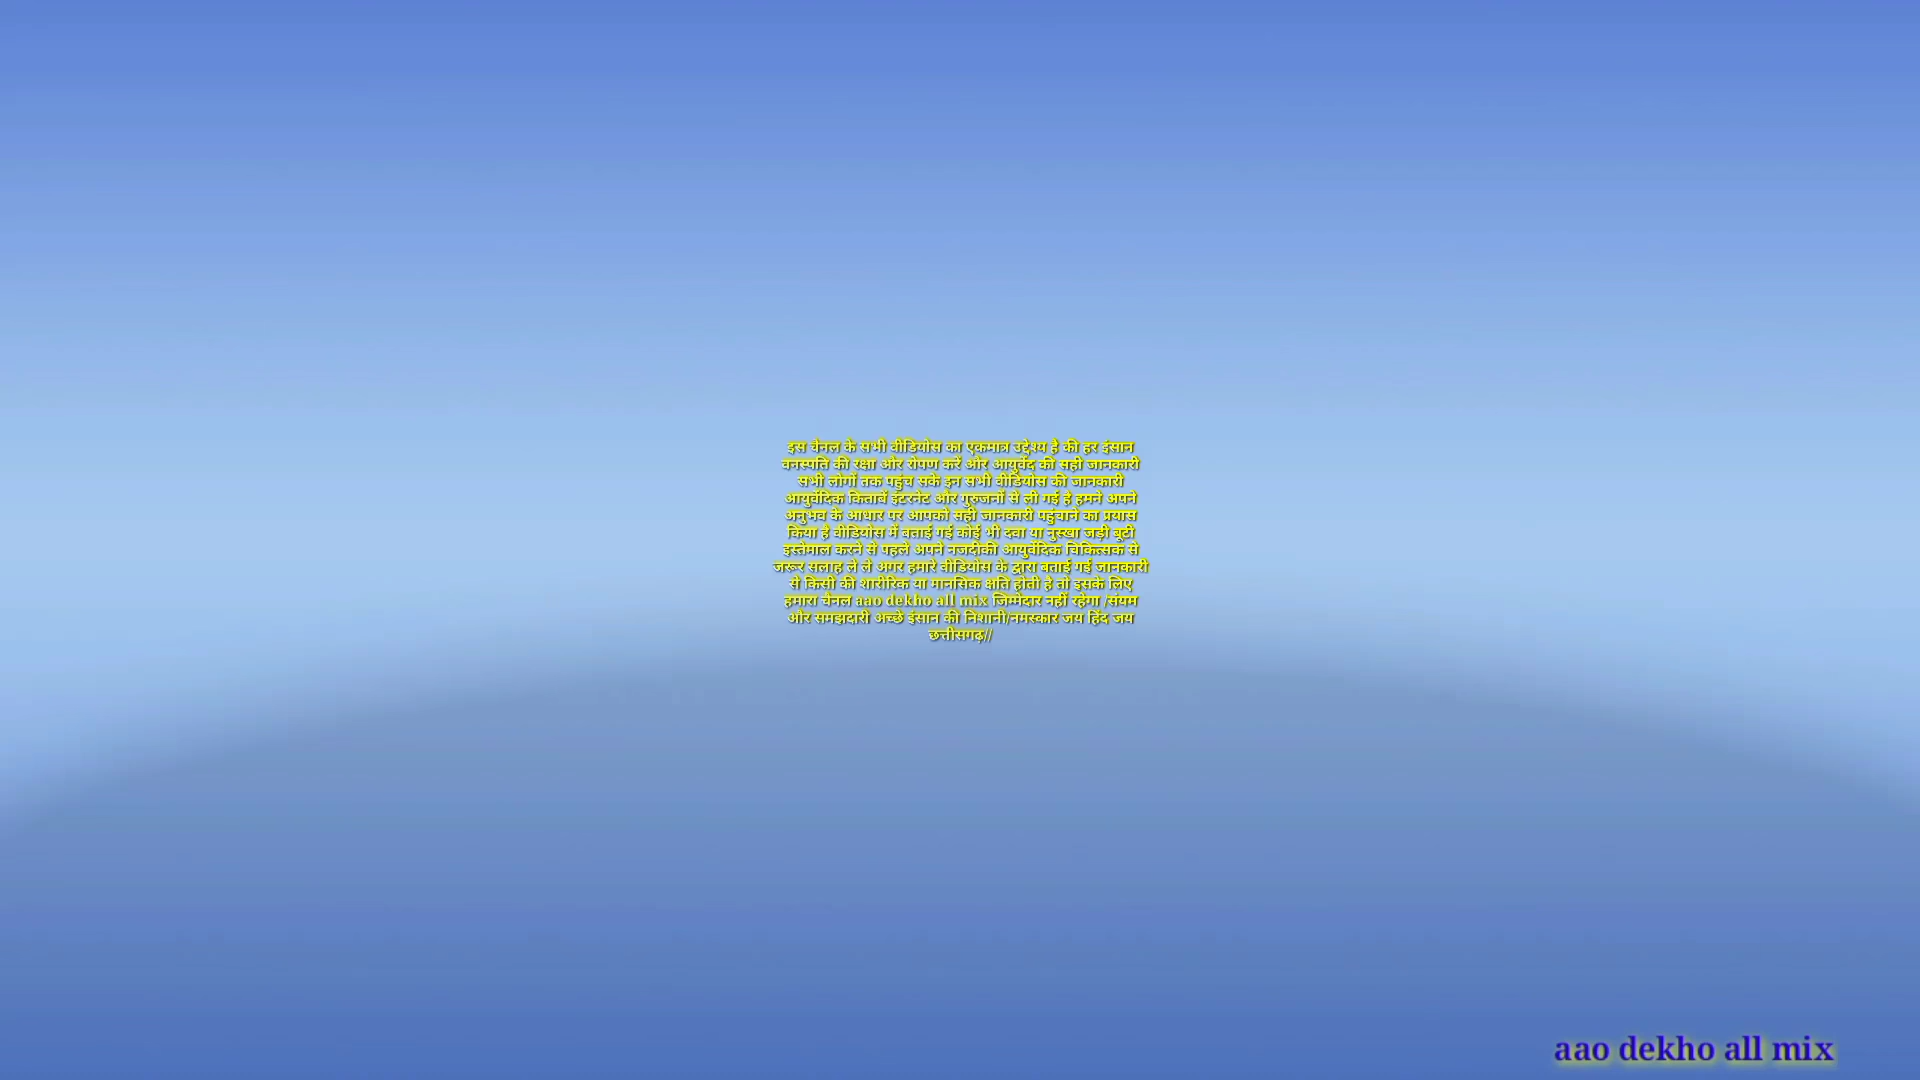 इस चैनल के सभी वीडियोस का एकमात्र उद्देश्य है की हर इंसान
वनस्पति की रक्षा और रोपण करें और आयुर्वेद की सही जानकारी
सभी लोगों तक पहुंच सके इन सभी वीडियोस की जानकारी
आयुर्वेदिक किताबें इंटरनेट और गुरुजनों से ली गई है हमने अपने
अनुभव के आधार पर आपको सही जानकारी पहुंचाने का प्रयास
किया है वीडियोस में बताई गई कोई भी दवा या नुस्खा जड़ी बूटी
इस्तेमाल करने से पहले अपने नजदीकी आयुर्वेदिक चिकित्सक से
जरूर सलाह ले ले अगर हमारे वीडियोस के द्वारा बताई गई जानकारी
से किसी की शारीरिक या मानसिक क्षति होती है तो इसके लिए
हमारा चैनल aao dekho all mix जिम्मेदार नहीं रहेगा /संयम
और समझदारी अच्छे इंसान की निशानी/नमस्कार जय हिंद जय
छत्तीसगढ़//
aao dekho all mix